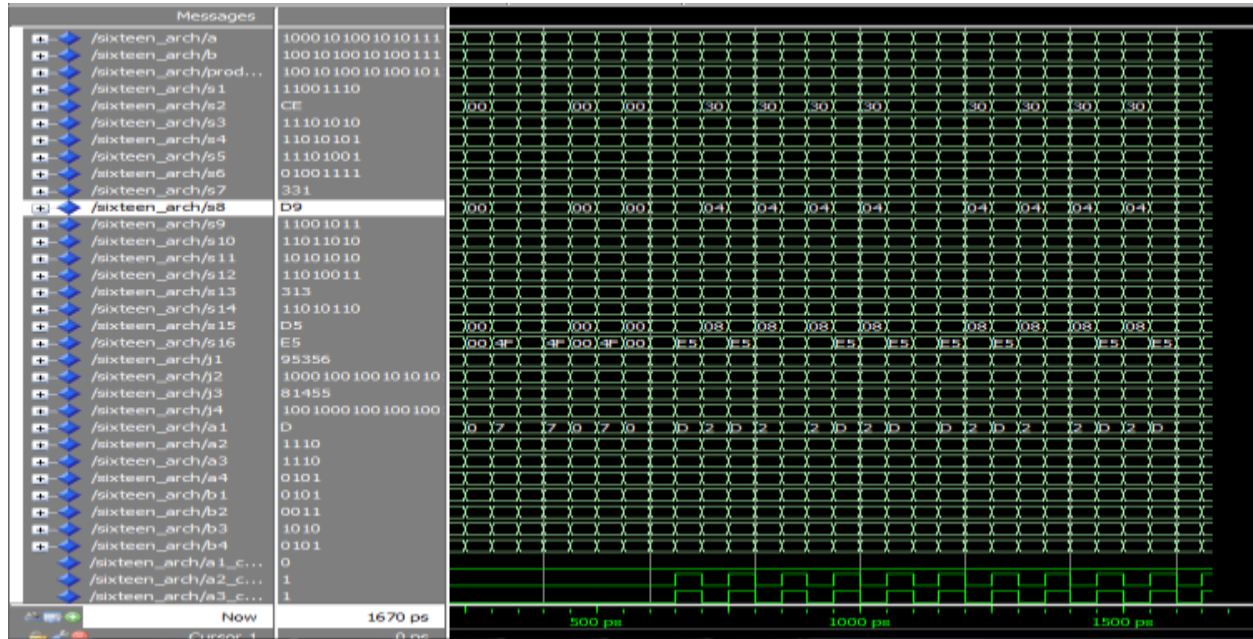 Messages
/sixteen_arch/a 1000101001010111
/sixteen_arch/b 1001010010100111
/sixteen_arch/prod... 1001010010100101
/sixteen_arch/s1 11001110
/sixteen_arch/s2 CE 00 00 00 30 30 30 30 30 30 30 30
/sixteen_arch/s3 11101010
/sixteen_arch/s4 11010101
/sixteen_arch/s5 11101001
/sixteen_arch/s6 01001111
/sixteen_arch/s7 331
/sixteen_arch/s8 D9 00 00 00 04 04 04 04 04 04 04 04
/sixteen_arch/s9 11001011
/sixteen_arch/s10 11011010
/sixteen_arch/s11 10101010
/sixteen_arch/s12 11010011
/sixteen_arch/s13 313
/sixteen_arch/s14 11010110
/sixteen_arch/s15 D5 00 00 00 08 08 08 08 08 08 08 08
/sixteen_arch/s16 E5 00 4F 4F 00 4F 00 E5 E5 E5 E5 E5 E5 E5 E5
/sixteen_arch/j1 95356
/sixteen_arch/j2 1000100100101010
/sixteen_arch/j3 81455
/sixteen_arch/j4 1001000100100100
/sixteen_arch/a1 D 0 7 7 0 7 0 D 2 D 2 2 D 2 D D 2 D 2 2 D 2 D
/sixteen_arch/a2 1110
/sixteen_arch/a3 1110
/sixteen_arch/a4 0101
/sixteen_arch/b1 0101
/sixteen_arch/b2 0011
/sixteen_arch/b3 1010
/sixteen_arch/b4 0101
/sixteen_arch/a1_c... 0
/sixteen_arch/a2_c... 1
/sixteen_arch/a3_c... 1
Now 1670 ps 500 ps 1000 ps 1500 ps
Cursor 1 0 ps